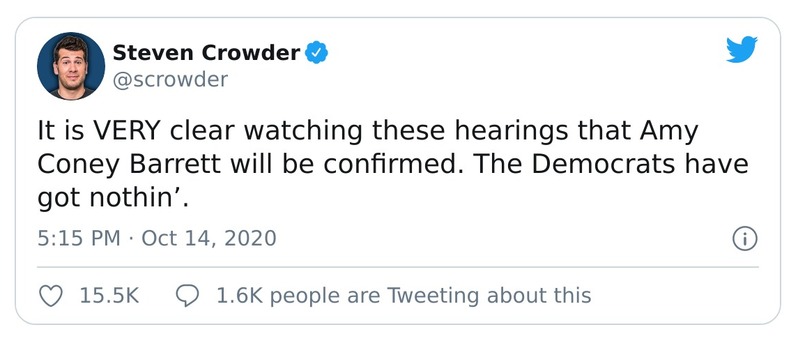 Steven Crowder
@scrowder
It is VERY clear watching these hearings that Amy
Coney Barrett will be confirmed. The Democrats have
got nothin’.
5:15 PM · Oct 14, 2020
15.5K 1.6K people are Tweeting about this